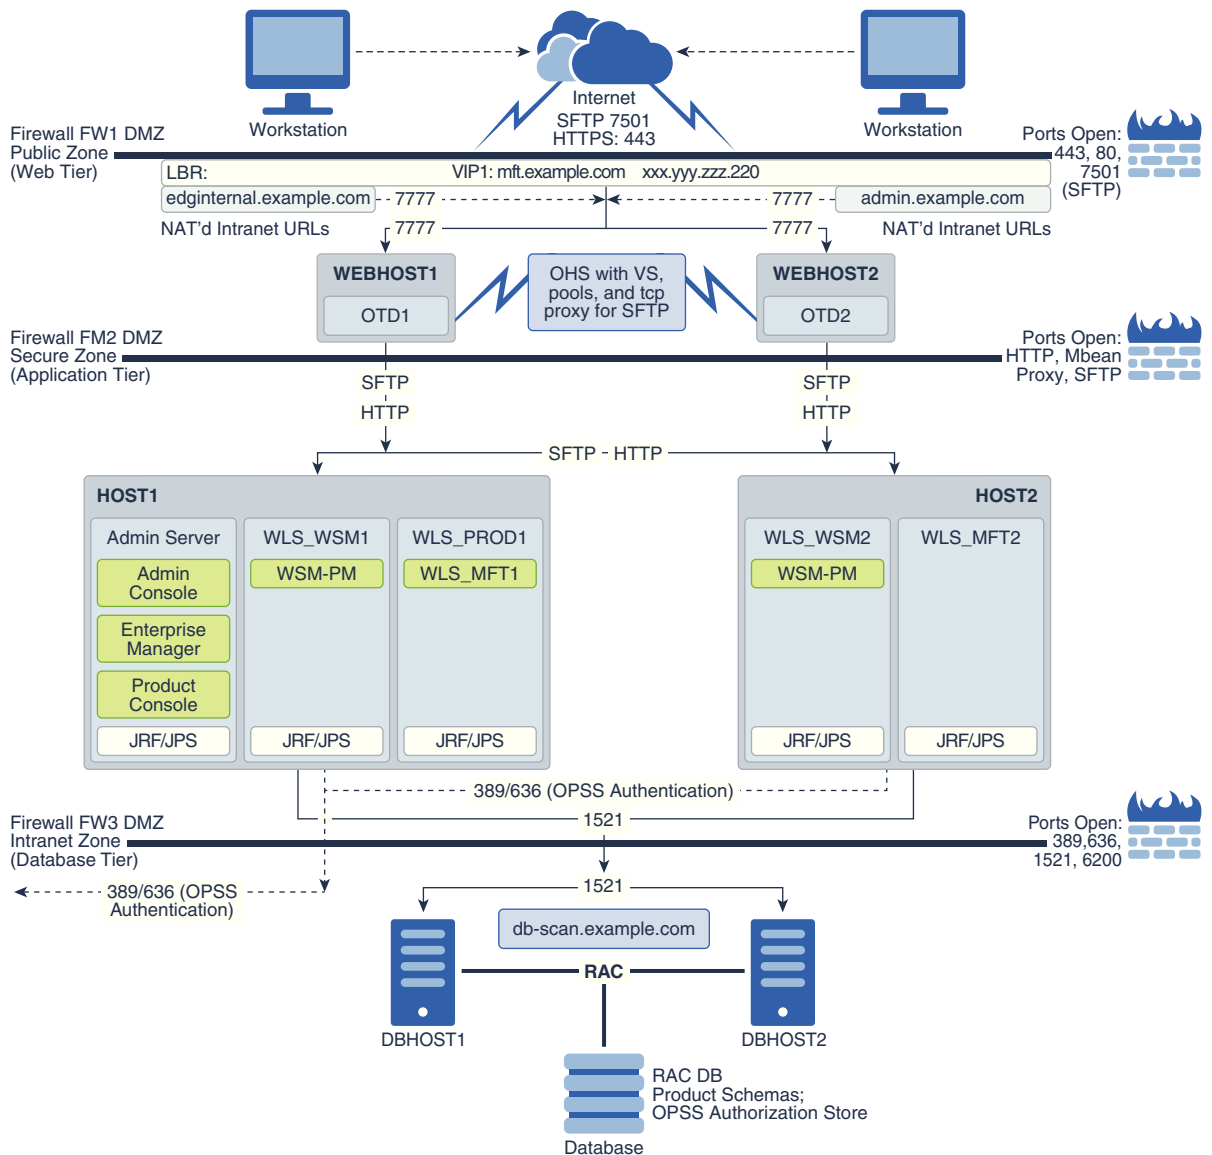 Workstation
Internet
SFTP 7501
HTTPS: 443
Workstation
Firewall FW1 DMZ
Public Zone
(Web Tier)
Ports Open:
443, 80,
7501
(SFTP)
LBR:
VIP1: mft.example.com xxx.yyy.zzz.220
edginternal.example.com
7777
7777
admin.example.com
NAT'd Intranet URLs
7777
7777
NAT'd Intranet URLs
WEBHOST1
OTD1
OHS with VS,
pools, and tcp
proxy for SFTP
WEBHOST2
OTD2
Firewall FM2 DMZ
Secure Zone
(Application Tier)
Ports Open:
HTTP, Mbean
Proxy, SFTP
SFTP
HTTP
SFTP
HTTP
SFTP - HTTP
HOST1
Admin Server
Admin
Console
Enterprise
Manager
Product
Console
JRF/JPS
WLS_WSM1
WSM-PM
JRF/JPS
WLS_PROD1
WLS_MFT1
JRF/JPS
HOST2
WLS_WSM2
WSM-PM
JRF/JPS
WLS_MFT2
JRF/JPS
389/636 (OPSS Authentication)
1521
Firewall FW3 DMZ
Intranet Zone
(Database Tier)
Ports Open:
389,636,
1521, 6200
389/636 (OPSS
Authentication)
1521
db-scan.example.com
RAC
DBHOST1
DBHOST2
RAC DB
Product Schemas;
OPSS Authorization Store
Database